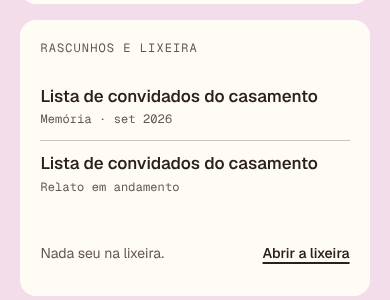 RASCUNHOS E LIXEIRA
Lista de convidados do casamento
Memória · set 2026
Lista de convidados do casamento
Relato em andamento
Nada seu na lixeira.
Abrir a lixeira